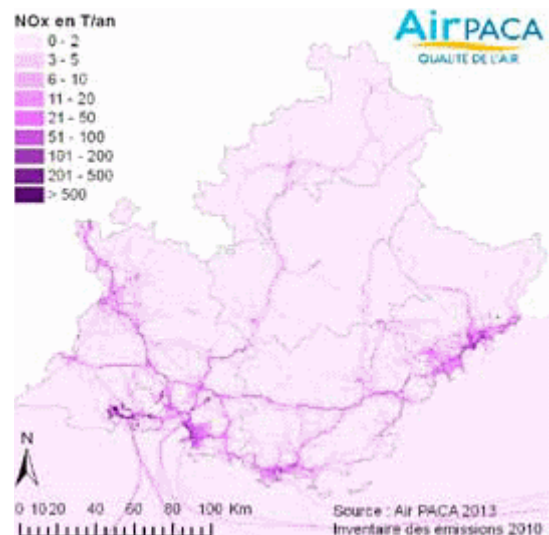 NOx en T/an
0 - 2
3 - 5
6 - 10
11 - 20
21 - 50
51 - 100
101 - 200
201 - 500
> 500
AirPACA
QUALITÉ DE L'AIR
N
0 10 20 40 60 80 100 Km
Source : Air PACA 2013
Inventaire des émissions 2010